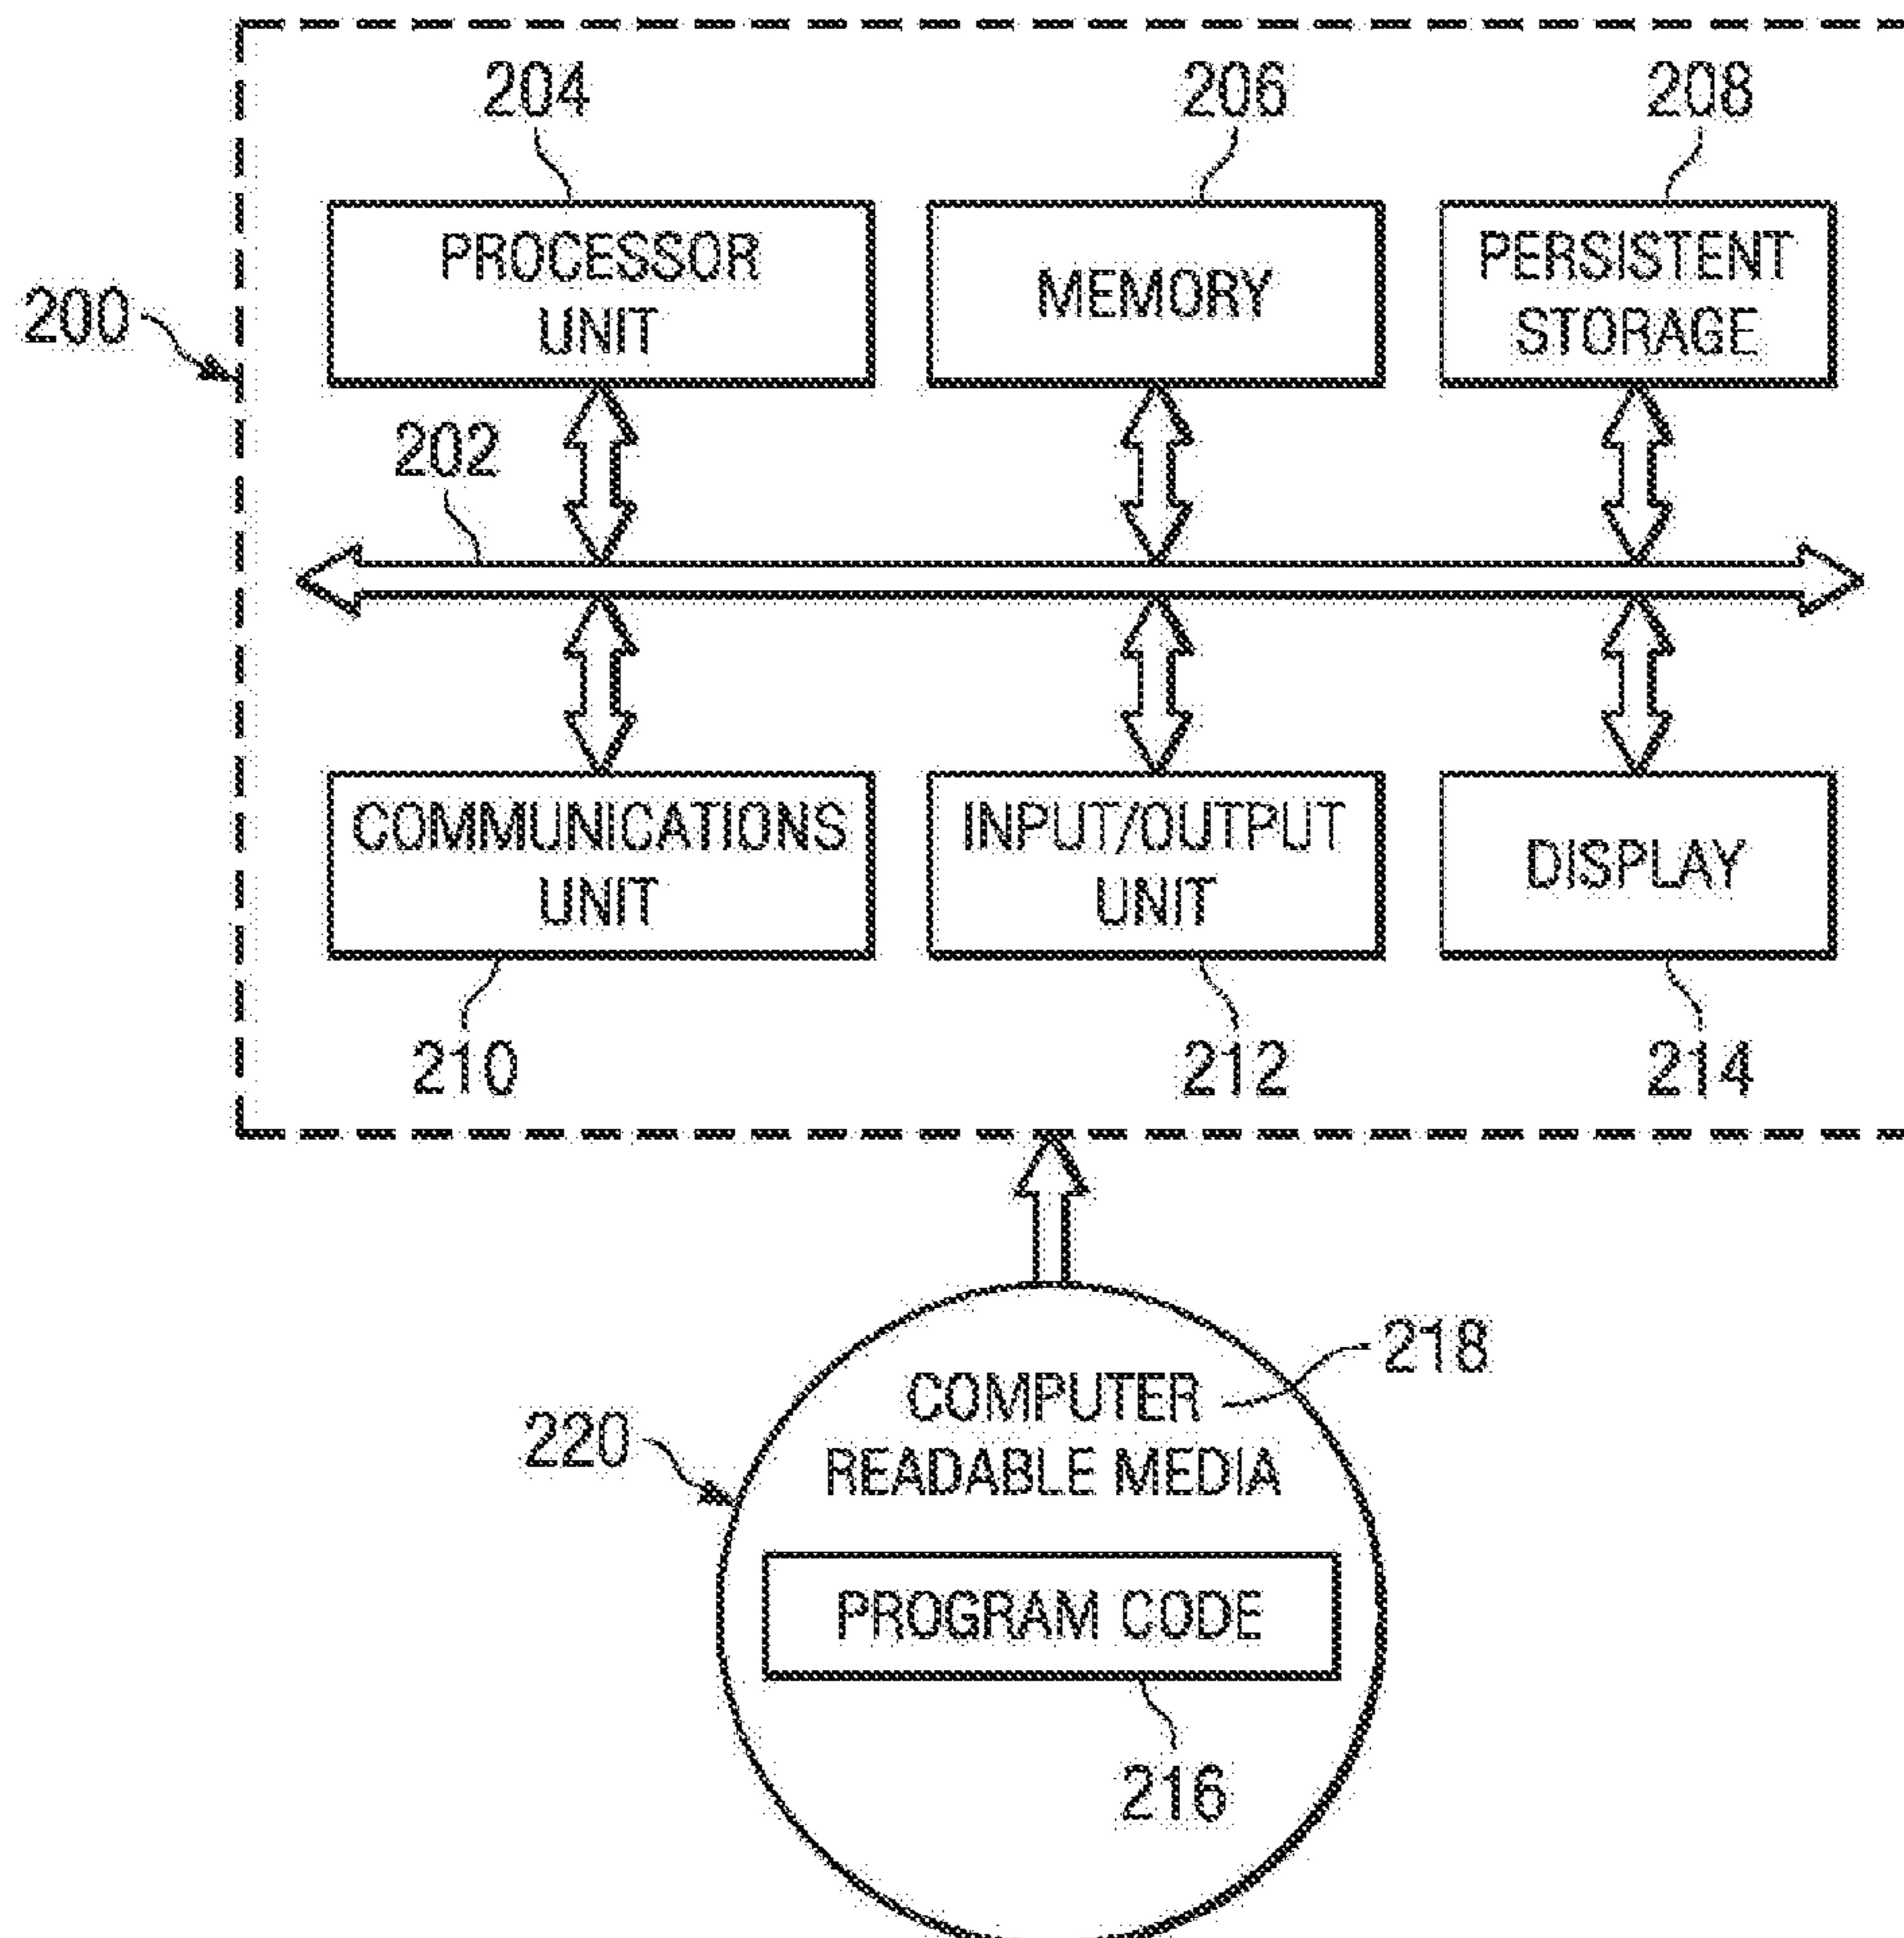 204
206
208
PROCESSOR
UNIT
MEMORY
PERSISTENT
STORAGE
200
202
COMMUNICATIONS
UNIT
INPUT/OUTPUT
UNIT
DISPLAY
210
212
214
218
COMPUTER
READABLE MEDIA
220
PROGRAM CODE
216